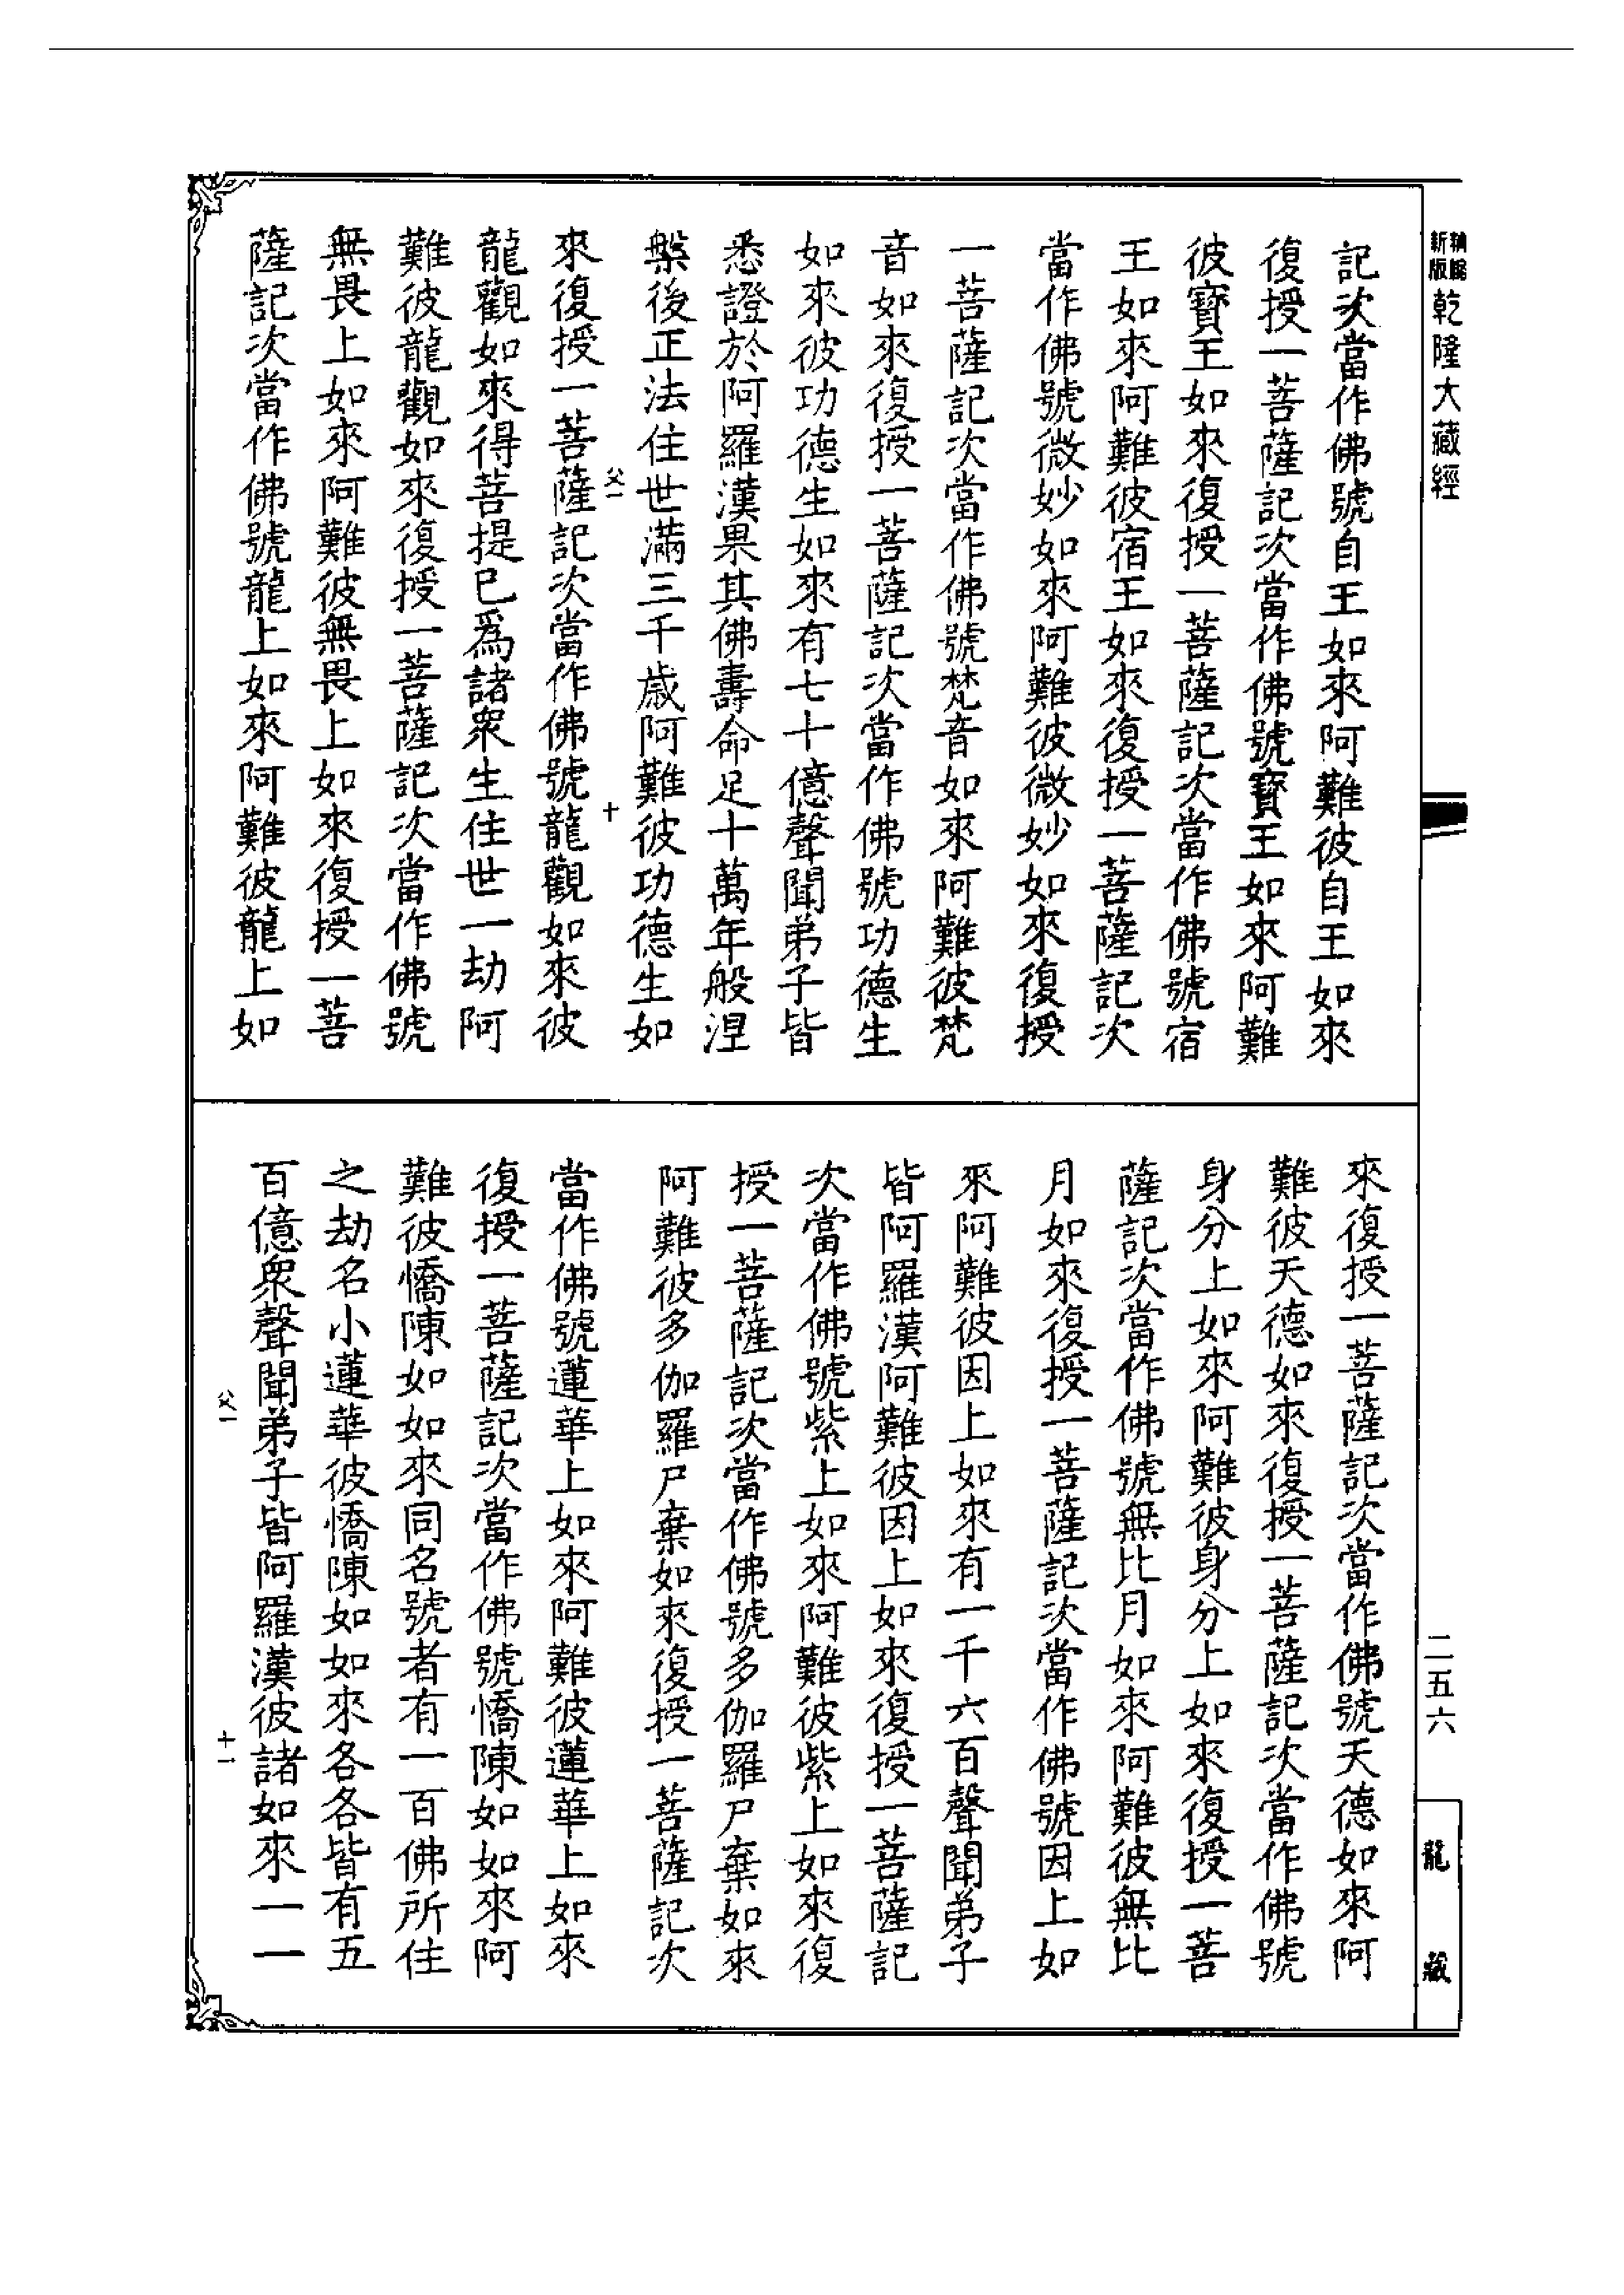 新版
乾隆大藏經
記次當作佛號自王如來阿難彼自王如來
復授一菩薩記次當作佛號寶王如來阿難
彼寶王如來復授一菩薩記次當作佛號宿
王如來阿難彼宿王如來復授一菩薩記次
當作佛號微妙如來阿難彼微妙如來復授
一菩薩記次當作佛號梵音如來阿難彼梵
音如來復授一菩薩記次當作佛號功德生
如來彼功德生如來有七十億聲聞弟子皆
悉證於阿羅漢果其佛壽命足十萬年般涅
槃後正法住世滿三千歲阿難彼功德生如
父一
十
來復授一菩薩記次當作佛號龍觀如來彼
龍觀如來得菩提已爲諸衆生住世一劫阿
難彼龍觀如來復授一菩薩記次當作佛號
無畏上如來阿難彼無畏上如來復授一菩
薩記次當作佛號龍上如來阿難彼龍上如
來復授一菩薩記次當作佛號天德如來阿
難彼天德如來復授一菩薩記次當作佛號
身分上如來阿難彼身分上如來復授一菩
薩記次當作佛號無比月如來阿難彼無比
月如來復授一菩薩記次當作佛號因上如
來阿難彼因上如來有一千六百聲聞弟子
皆阿羅漢阿難彼因上如來復授一菩薩記
次當作佛號紫上如來阿難彼紫上如來復
授一菩薩記次當作佛號多伽羅尸棄如來
阿難彼多伽羅尸棄如來復授一菩薩記次
當作佛號蓮華上如來阿難彼蓮華上如來
復授一菩薩記次當作佛號憍陳如如來阿
難彼憍陳如如來同名號者有一百佛所住
之劫名小蓮華彼憍陳如如來各各皆有五
百億衆聲聞弟子皆阿羅漢彼諸如來一一
父一
十一
二五六
龍藏